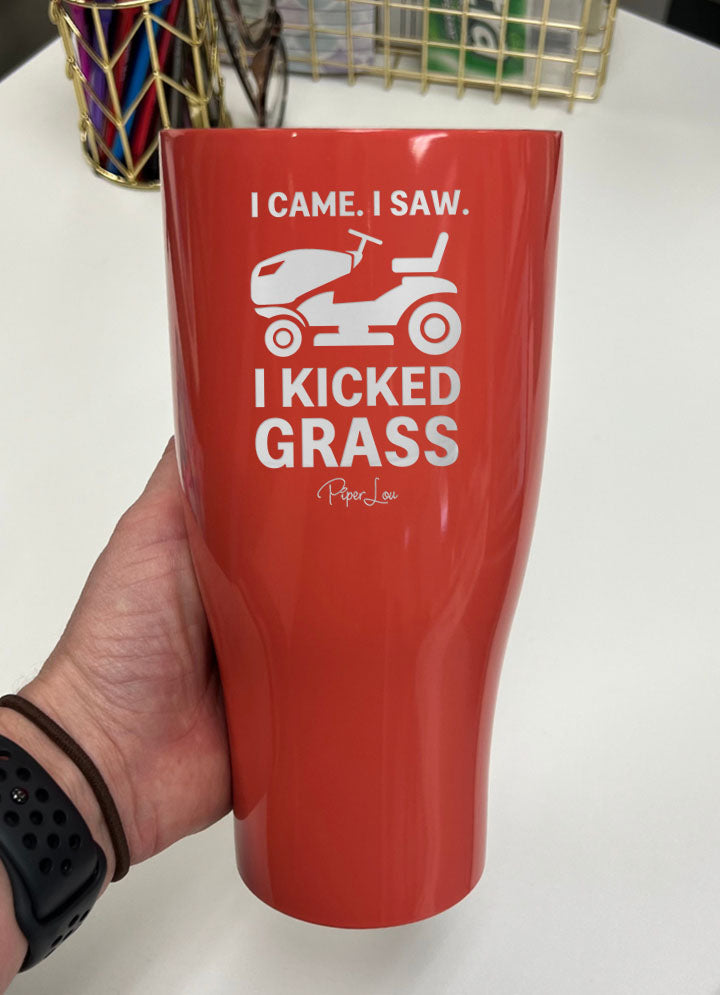 I CAME. I SAW.
I KICKED
GRASS
Piper Lou